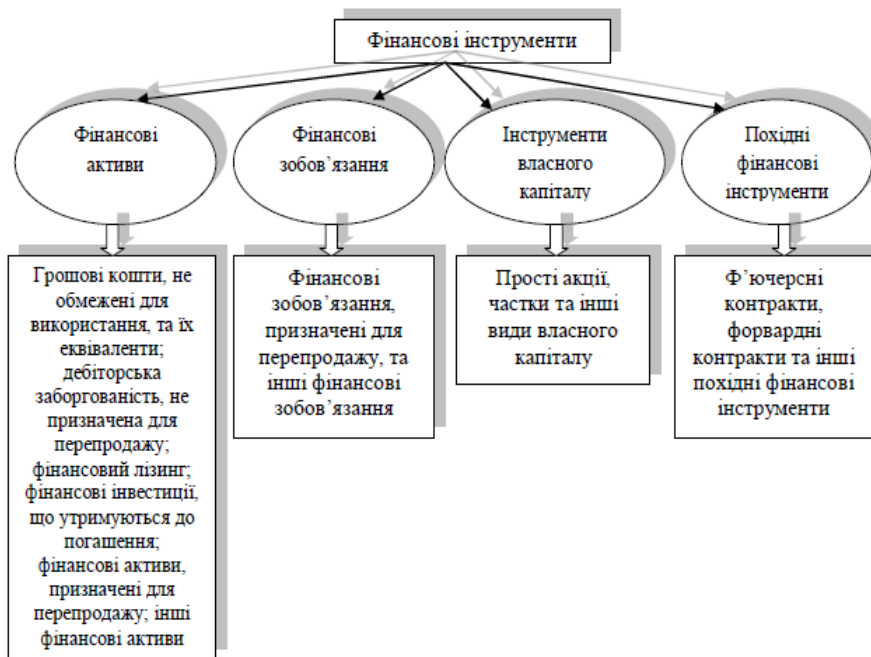 Фінансові інструменти
Фінансові
активи
Фінансові
зобов’язання
Інструменти
власного
капіталу
Похідні
фінансові
інструменти
Грошові кошти, не
обмежені для
використання, та їх
еквіваленти;
дебіторська
заборгованість, не
призначена для
перепродажу;
фінансовий лізинг;
фінансові інвестиції,
що утримуються до
погашення;
фінансові активи,
призначені для
перепродажу; інші
фінансові активи
Фінансові
зобов’язання,
призначені для
перепродажу, та
інші фінансові
зобов’язання
Прості акції,
частки та інші
види власного
капіталу
Ф’ючерсні
контракти,
форвардні
контракти та інші
похідні фінансові
інструменти